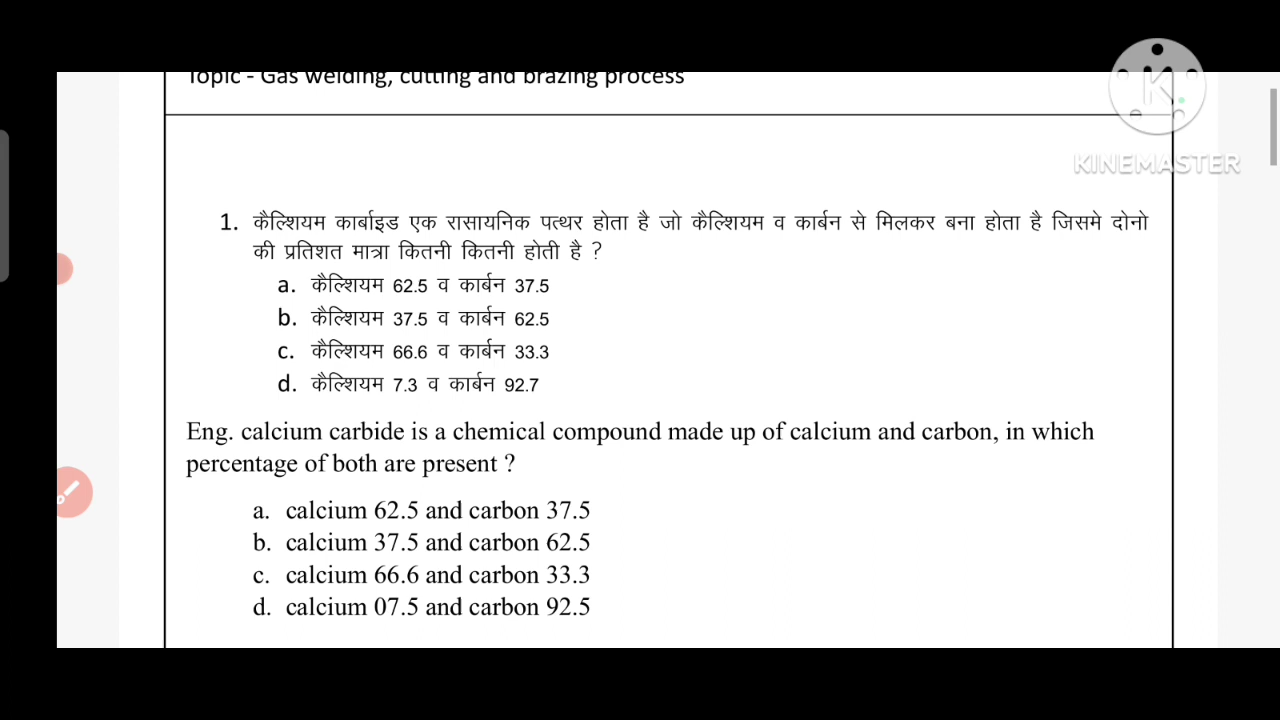 Topic - Gas welding, cutting and brazing process
KINEMASTER
1. कैल्शियम कार्बाइड एक रासायनिक पत्थर होता है जो कैल्शियम व कार्बन से मिलकर बना होता है जिसमे दोनो
की प्रतिशत मात्रा कितनी कितनी होती है ?
a. कैल्शियम 62.5 व कार्बन 37.5
b. कैल्शियम 37.5 व कार्बन 62.5
c. कैल्शियम 66.6 व कार्बन 33.3
d. कैल्शियम 7.3 व कार्बन 92.7
Eng. calcium carbide is a chemical compound made up of calcium and carbon, in which
percentage of both are present ?
a. calcium 62.5 and carbon 37.5
b. calcium 37.5 and carbon 62.5
c. calcium 66.6 and carbon 33.3
d. calcium 07.5 and carbon 92.5